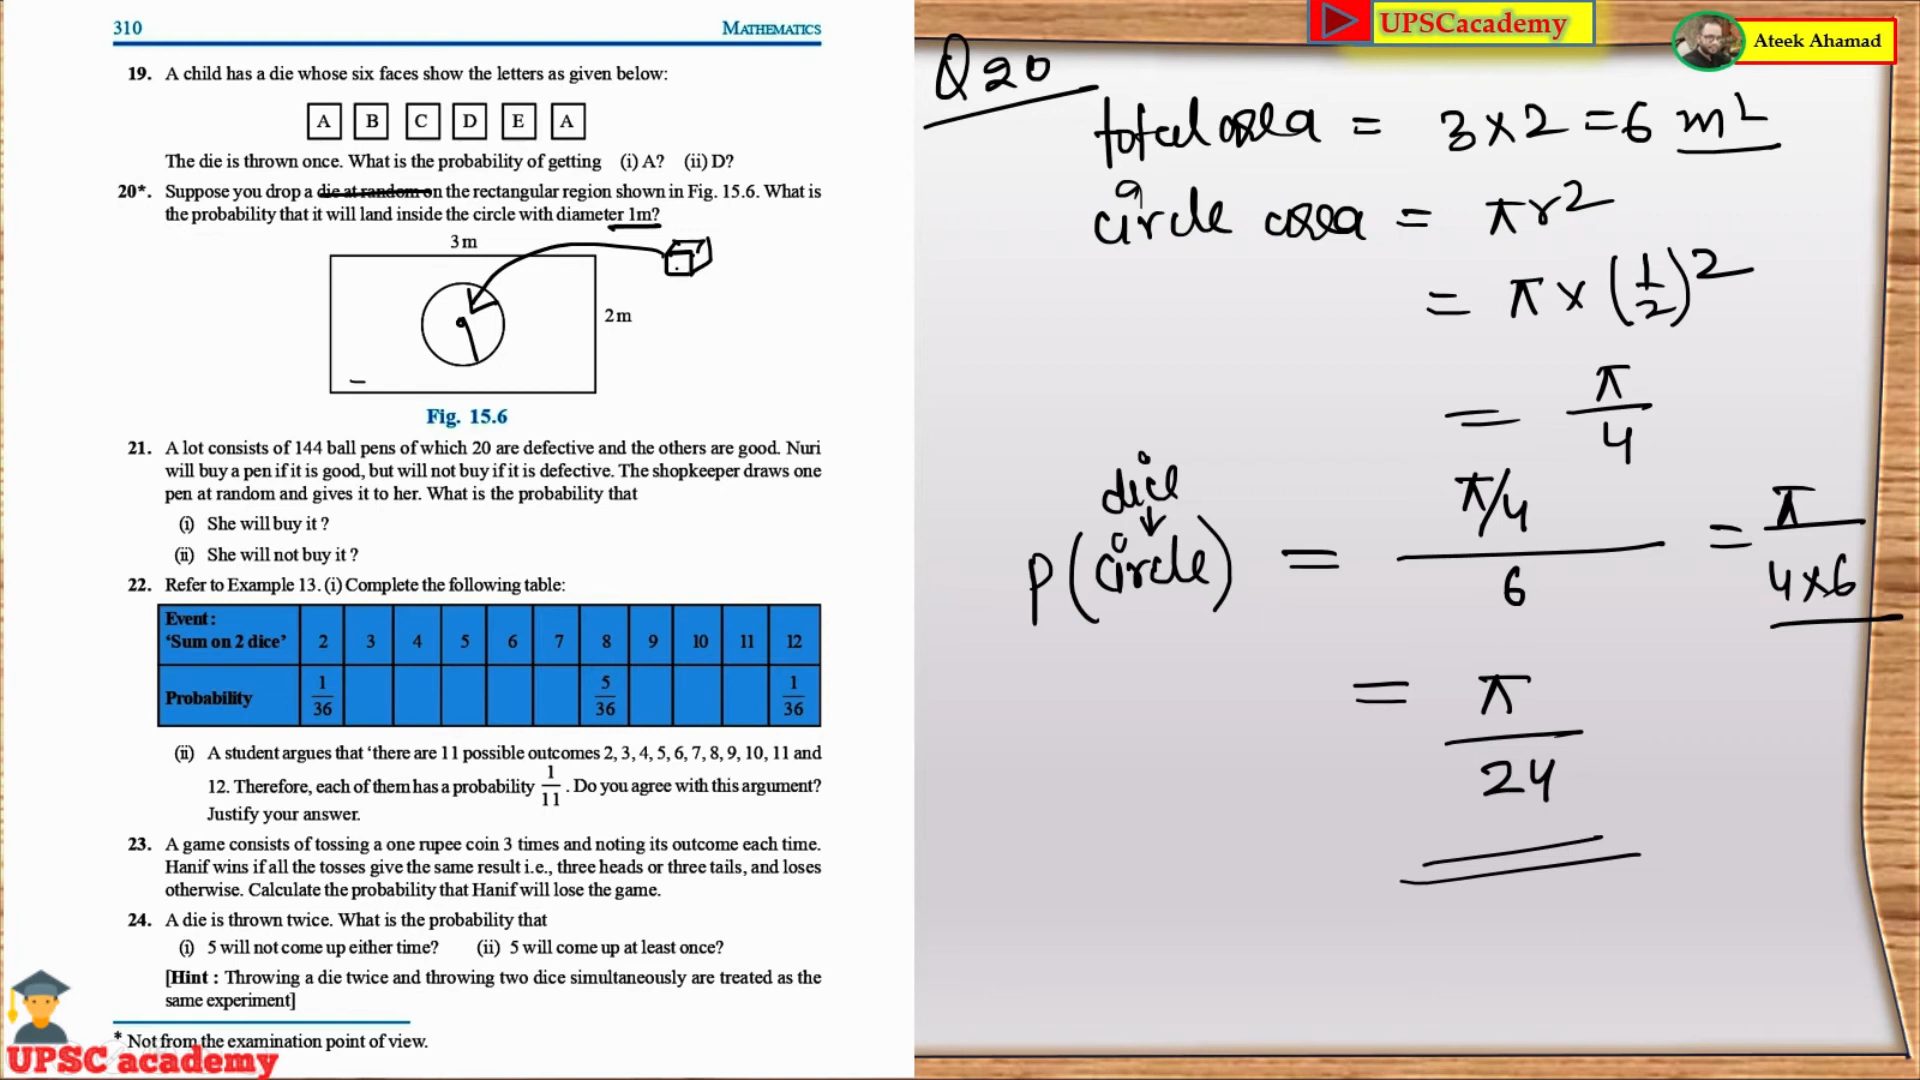 310 MATHEMATICS
19. A child has a die whose six faces show the letters as given below:
A B C D E A
The die is thrown once. What is the probability of getting (i) A? (ii) D?
20*. Suppose you drop a die at random on the rectangular region shown in Fig. 15.6. What is
the probability that it will land inside the circle with diameter 1m?
3 m
2 m
Fig. 15.6
21. A lot consists of 144 ball pens of which 20 are defective and the others are good. Nuri
will buy a pen if it is good, but will not buy if it is defective. The shopkeeper draws one
pen at random and gives it to her. What is the probability that
(i) She will buy it ?
(ii) She will not buy it ?
22. Refer to Example 13. (i) Complete the following table:
Event :
‘Sum on 2 dice’ 2 3 4 5 6 7 8 9 10 11 12
Probability 1/36 5/36 1/36
(ii) A student argues that ‘there are 11 possible outcomes 2, 3, 4, 5, 6, 7, 8, 9, 10, 11 and
12. Therefore, each of them has a probability 1/11 . Do you agree with this argument?
Justify your answer.
23. A game consists of tossing a one rupee coin 3 times and noting its outcome each time.
Hanif wins if all the tosses give the same result i.e., three heads or three tails, and loses
otherwise. Calculate the probability that Hanif will lose the game.
24. A die is thrown twice. What is the probability that
(i) 5 will not come up either time? (ii) 5 will come up at least once?
[Hint : Throwing a die twice and throwing two dice simultaneously are treated as the
same experiment]
* Not from the examination point of view.
UPSC academy
UPSCacademy
Ateek Ahamad
Q20
total area = 3×2 = 6 m²
circle area = πr²
= π × (1/2)²
= π/4
dice
P(circle) = π/4 / 6 = π / 4×6
= π/24